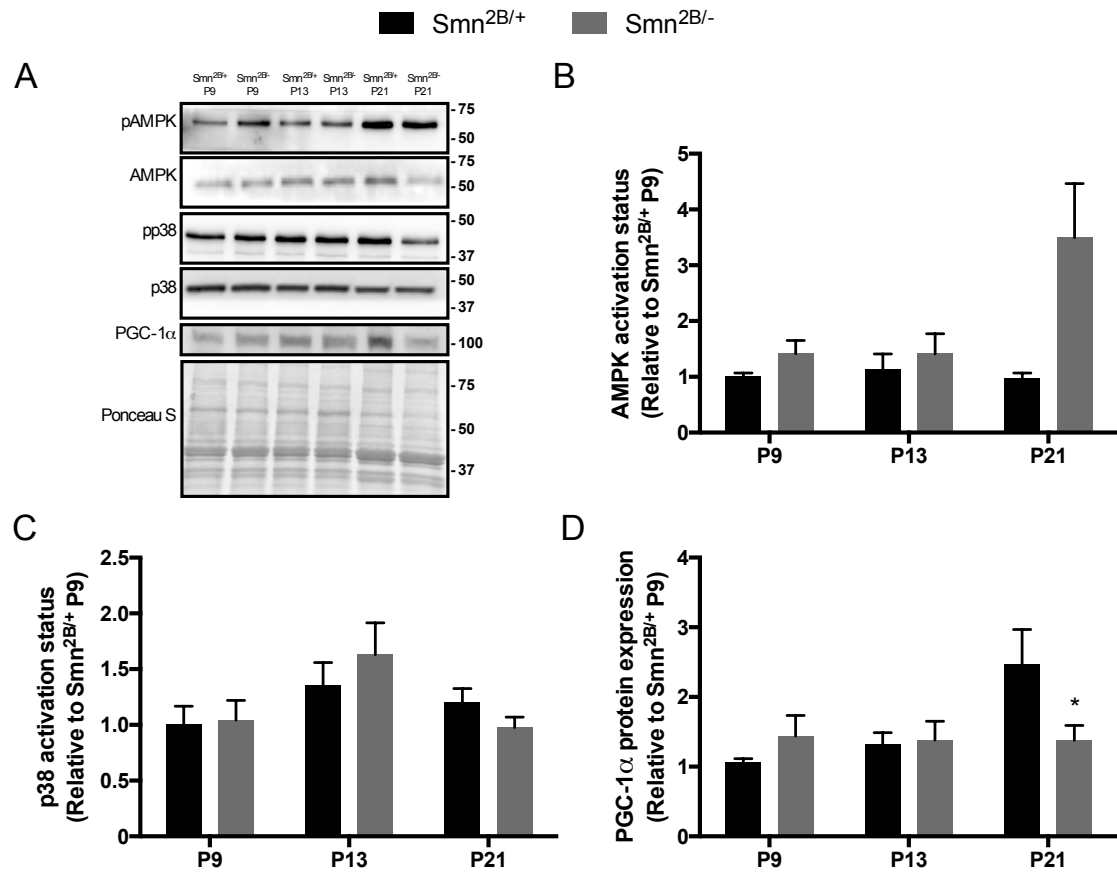 Smn2B/+ Smn2B/-
A
Smn2B/+ Smn2B/- Smn2B/+ Smn2B/- Smn2B/+ Smn2B/-
P9 P9 P13 P13 P21 P21
pAMPK
- 75
- 50
AMPK
- 75
- 50
pp38
- 50
- 37
p38
- 50
- 37
PGC-1α
- 100
Ponceau S
- 75
- 50
- 37
B
AMPK activation status
(Relative to Smn2B/+ P9)
5
4
3
2
1
0
P9 P13 P21
C
p38 activation status
(Relative to Smn2B/+ P9)
2.5
2.0
1.5
1.0
0.5
0
P9 P13 P21
D
PGC-1α protein expression
(Relative to Smn2B/+ P9)
4
3
2
1
0
*
P9 P13 P21